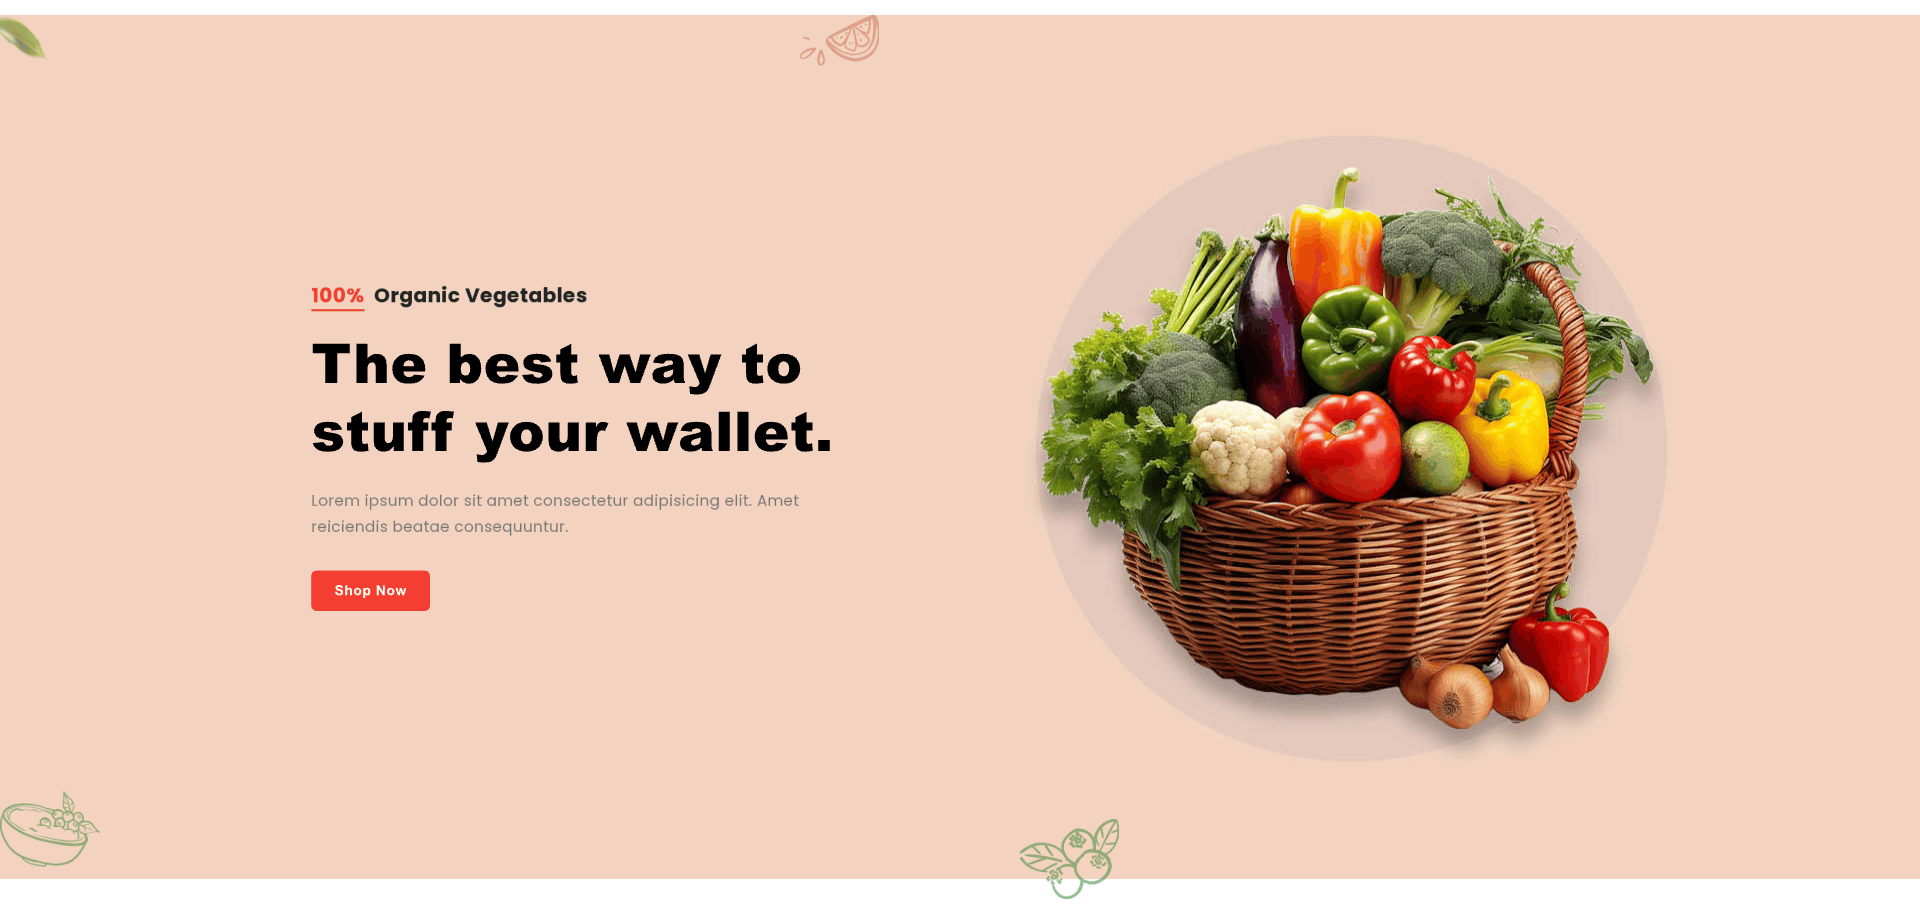 100% Organic Vegetables
The best way to
stuff your wallet.
Lorem ipsum dolor sit amet consectetur adipisicing elit. Amet
reiciendis beatae consequuntur.
Shop Now